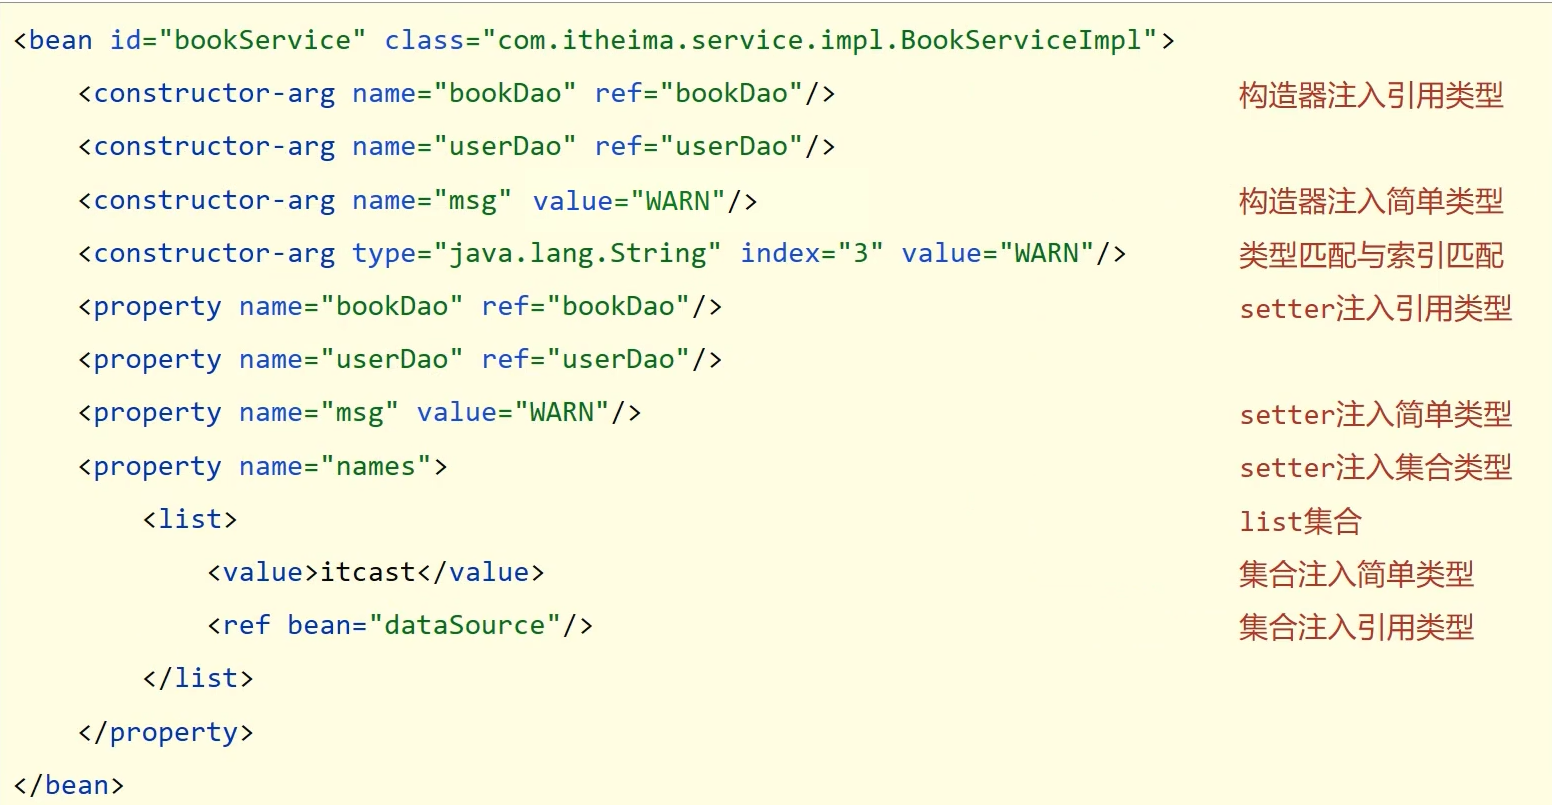 <bean id="bookService" class="com.itheima.service.impl.BookServiceImpl">
<constructor-arg name="bookDao" ref="bookDao"/> 构造器注入引用类型
<constructor-arg name="userDao" ref="userDao"/>
<constructor-arg name="msg" value="WARN"/> 构造器注入简单类型
<constructor-arg type="java.lang.String" index="3" value="WARN"/> 类型匹配与索引匹配
<property name="bookDao" ref="bookDao"/> setter注入引用类型
<property name="userDao" ref="userDao"/>
<property name="msg" value="WARN"/> setter注入简单类型
<property name="names"> setter注入集合类型
<list> list集合
<value>itcast</value> 集合注入简单类型
<ref bean="dataSource"/> 集合注入引用类型
</list>
</property>
</bean>